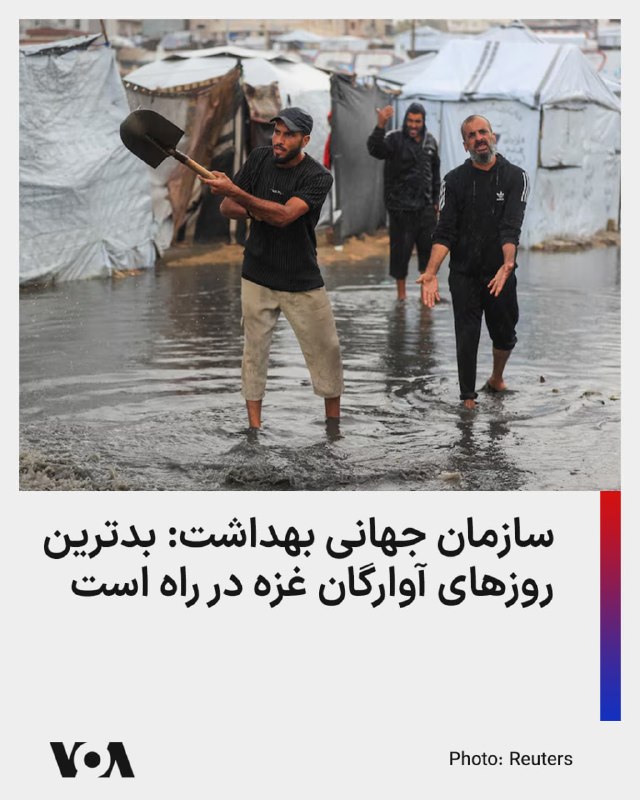 سازمان جهانی بهداشت: بدترین
روزهای آوارگان غزه در راه است
VOA
Photo: Reuters